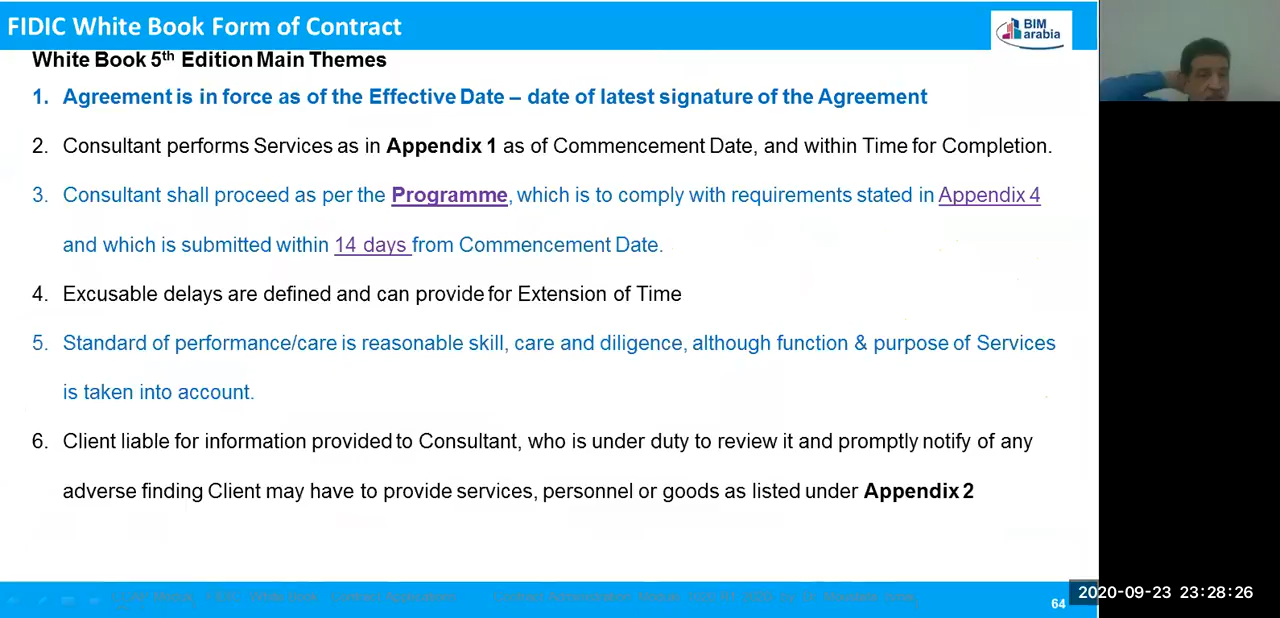 FIDIC White Book Form of Contract
BIM
arabia
White Book 5th Edition Main Themes
1. Agreement is in force as of the Effective Date – date of latest signature of the Agreement
2. Consultant performs Services as in Appendix 1 as of Commencement Date, and within Time for Completion.
3. Consultant shall proceed as per the Programme, which is to comply with requirements stated in Appendix 4
and which is submitted within 14 days from Commencement Date.
4. Excusable delays are defined and can provide for Extension of Time
5. Standard of performance/care is reasonable skill, care and diligence, although function & purpose of Services
is taken into account.
6. Client liable for information provided to Consultant, who is under duty to review it and promptly notify of any
adverse finding Client may have to provide services, personnel or goods as listed under Appendix 2
64
2020-09-23 23:28:26